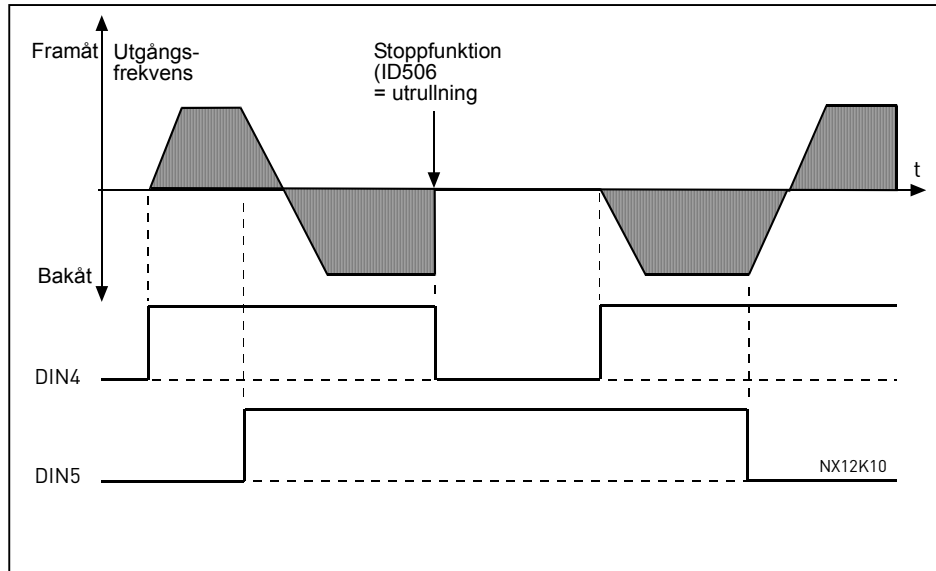 Framåt
Utgångs-
frekvens
Stoppfunktion
(ID506
= utrullning
t
Bakåt
DIN4
DIN5
NX12K10